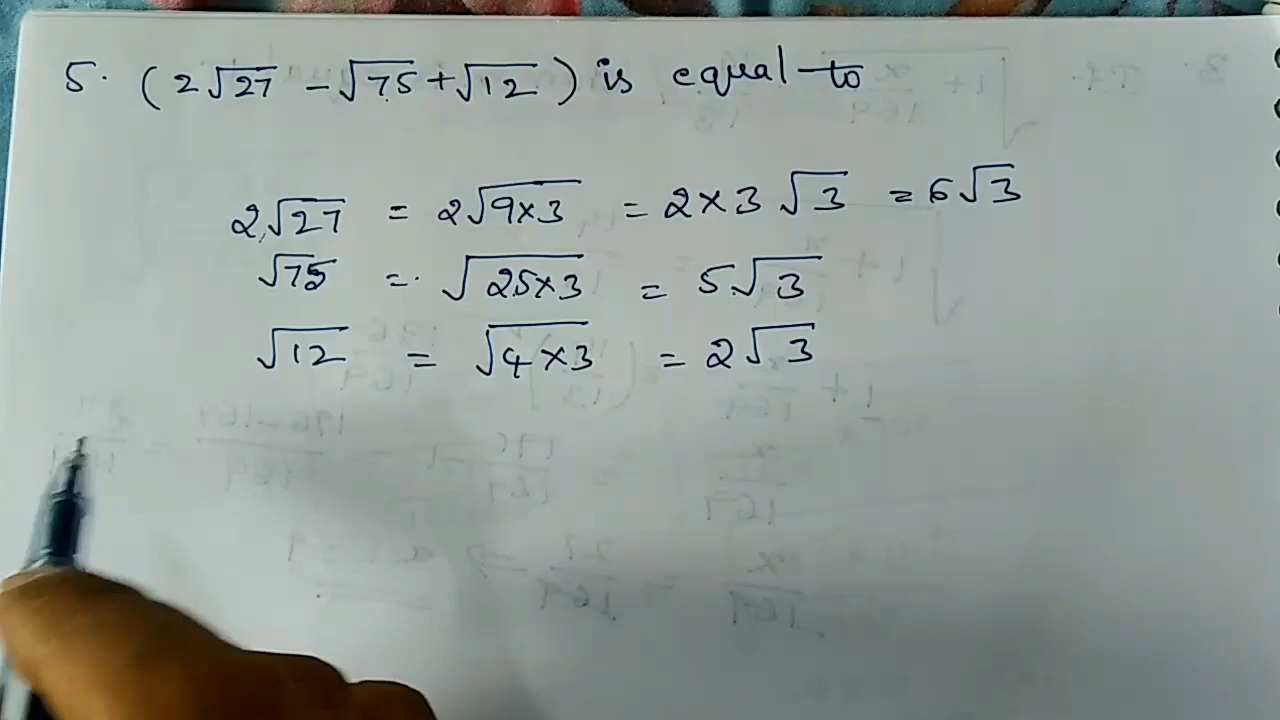 5. (2√27 - √75 + √12) is equal to
2√27 = 2√9×3 = 2×3√3 = 6√3
√75 = √25×3 = 5√3
√12 = √4×3 = 2√3